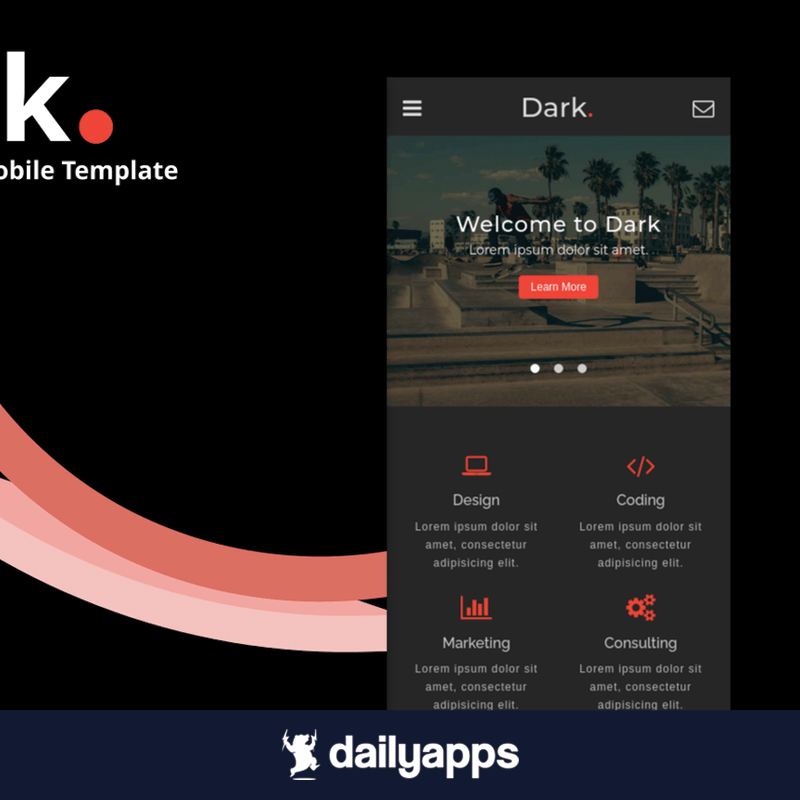 k.
obile Template
Dark.
Welcome to Dark
Lorem ipsum dolor sit amet.
Learn More
Design
Coding
Lorem ipsum dolor sit
amet, consectetur
adipisicing elit.
Lorem ipsum dolor sit
amet, consectetur
adipisicing elit.
Marketing
Consulting
Lorem ipsum dolor sit
amet, consectetur
adipisicing elit.
Lorem ipsum dolor sit
amet, consectetur
adipisicing elit.
dailyapps